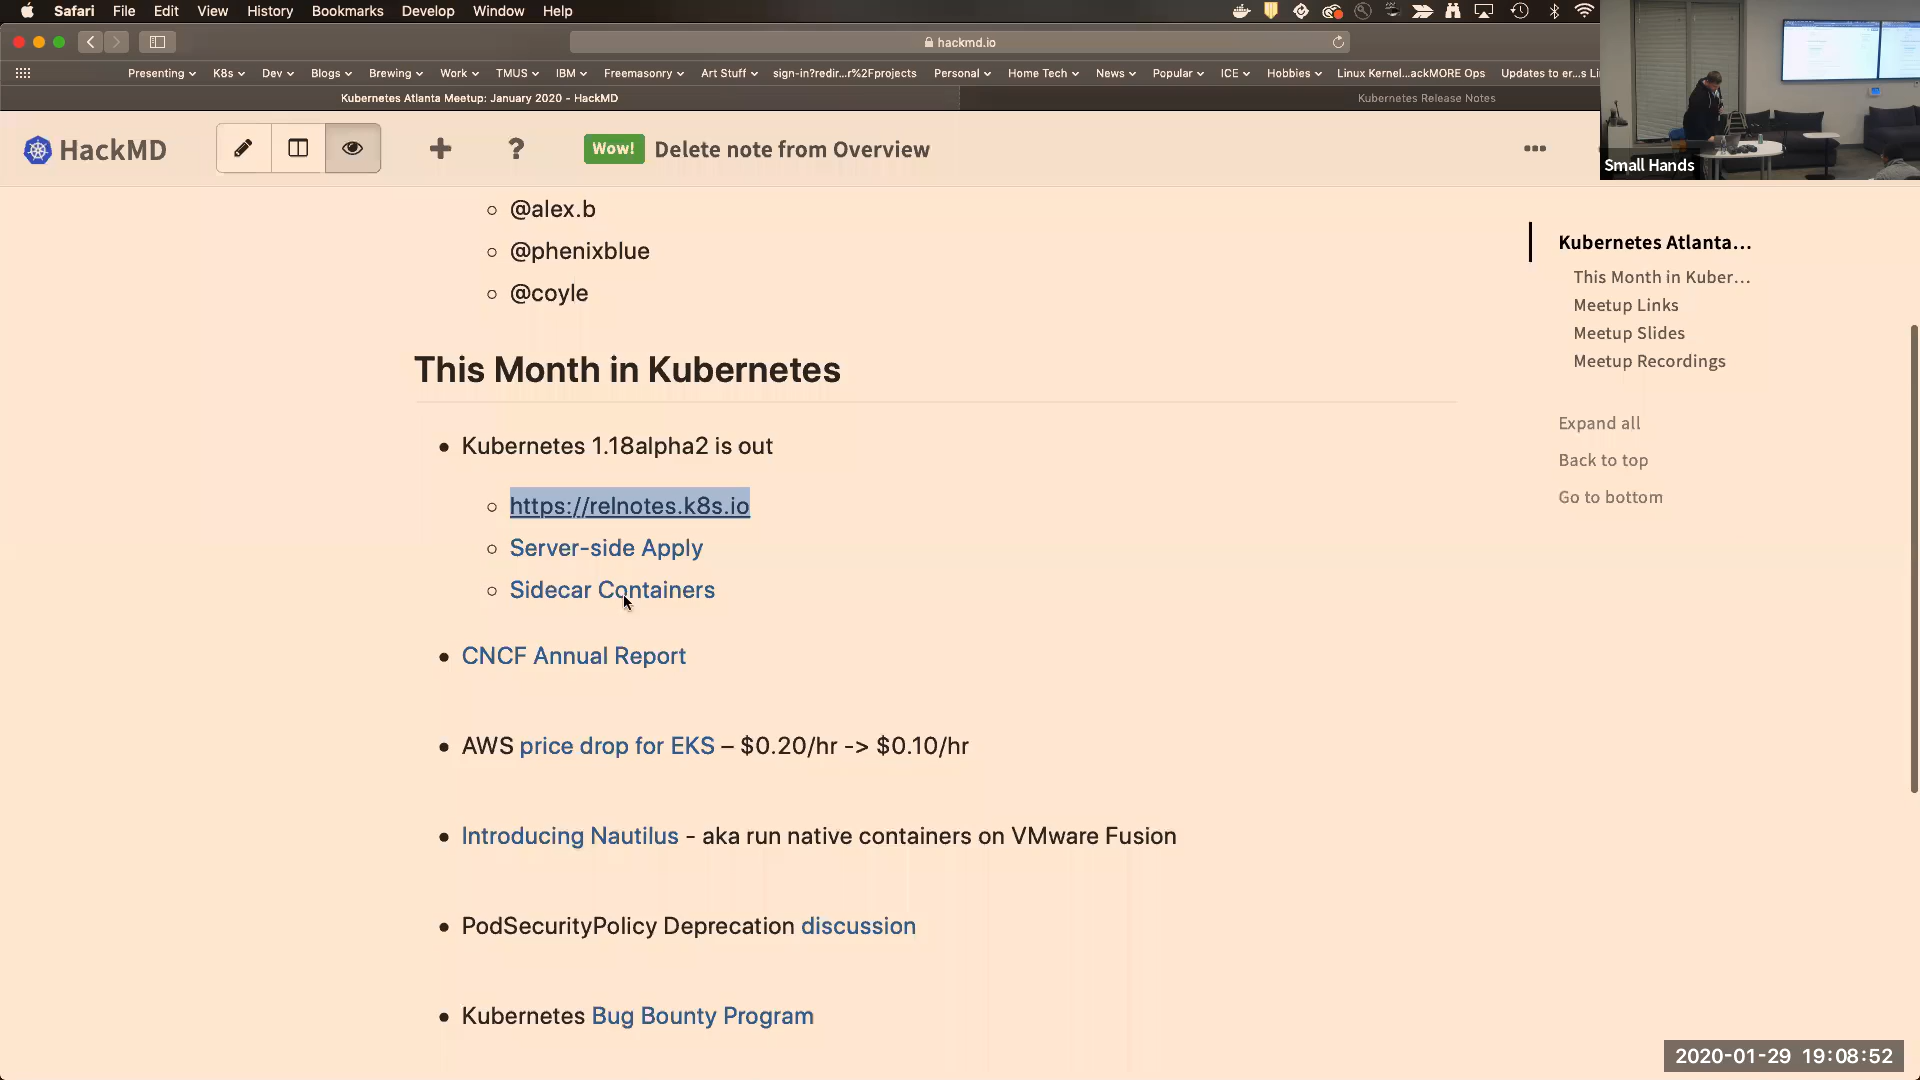 Safari File Edit View History Bookmarks Develop Window Help
hackmd.io
Presenting K8s Dev Blogs Brewing Work TMUS IBM Freemasonry Art Stuff sign-in?redir...r%2Fprojects Personal Home Tech News Popular ICE Hobbies Linux Kernel...ackMORE Ops Updates to er...s Li
Kubernetes Atlanta Meetup: January 2020 - HackMD
Kubernetes Release Notes
HackMD
Wow! Delete note from Overview
Small Hands
@alex.b
@phenixblue
@coyle
This Month in Kubernetes
Kubernetes 1.18alpha2 is out
https://relnotes.k8s.io
Server-side Apply
Sidecar Containers
CNCF Annual Report
AWS price drop for EKS – $0.20/hr -> $0.10/hr
Introducing Nautilus - aka run native containers on VMware Fusion
PodSecurityPolicy Deprecation discussion
Kubernetes Bug Bounty Program
Kubernetes Atlanta...
This Month in Kuber...
Meetup Links
Meetup Slides
Meetup Recordings
Expand all
Back to top
Go to bottom
2020-01-29 19:08:52